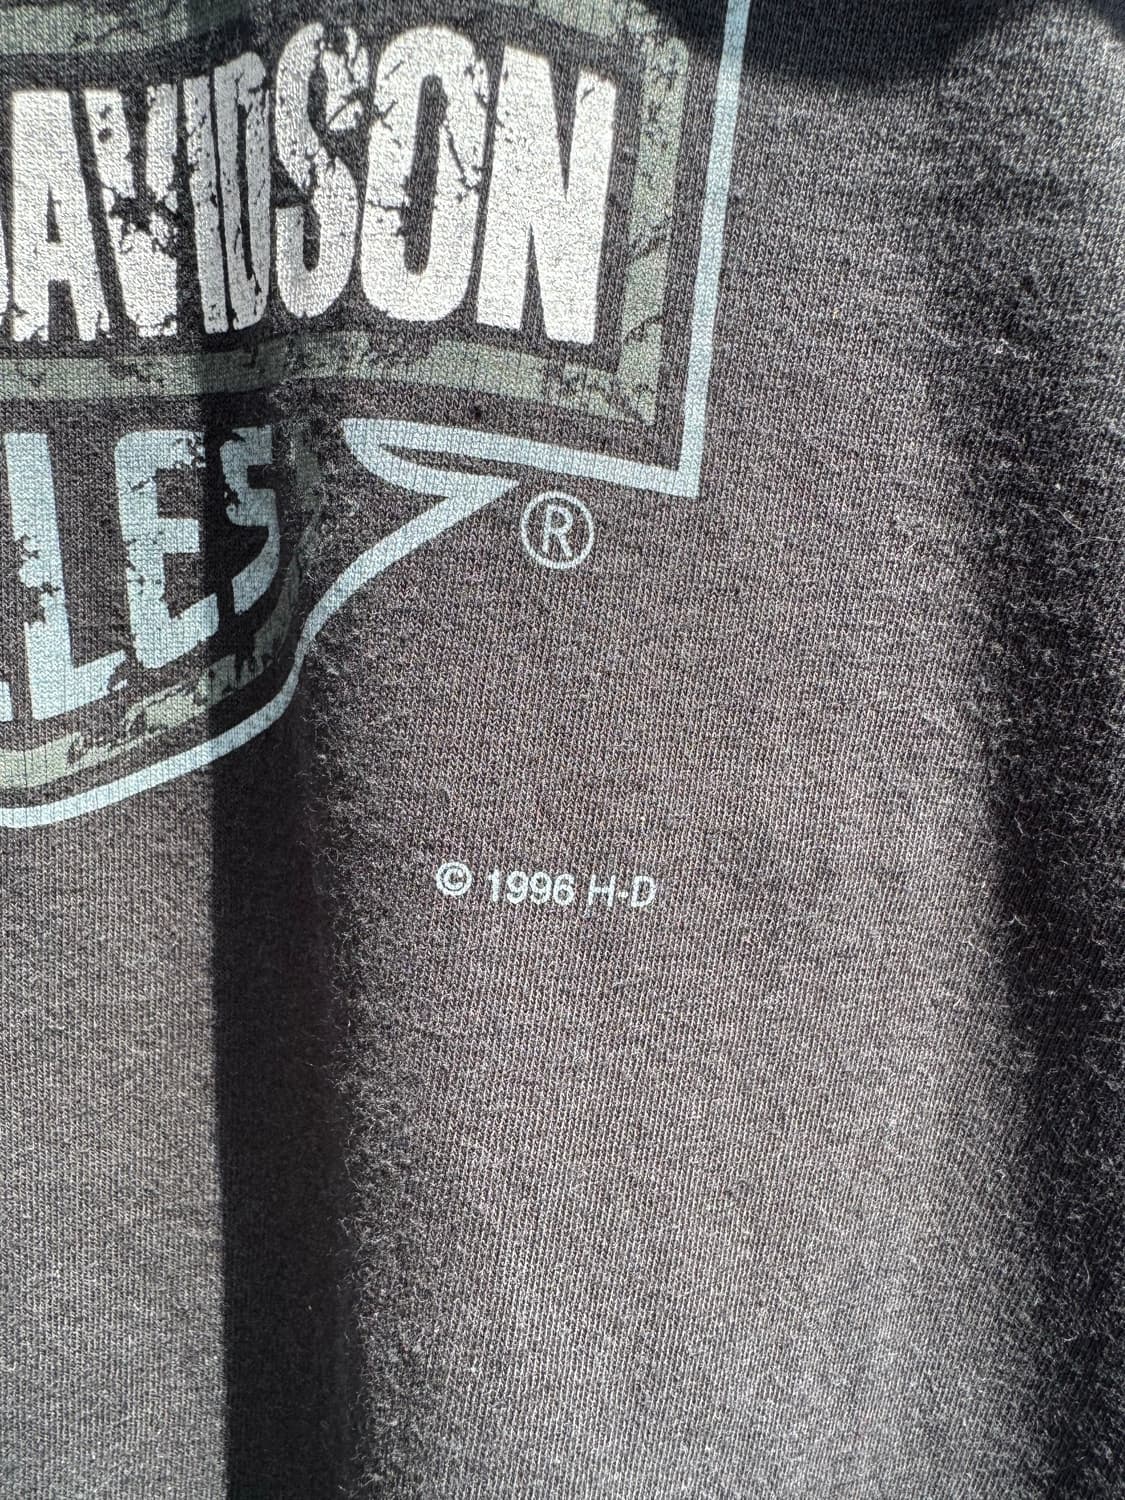 AVIDSON
LES
®
© 1996 H-D